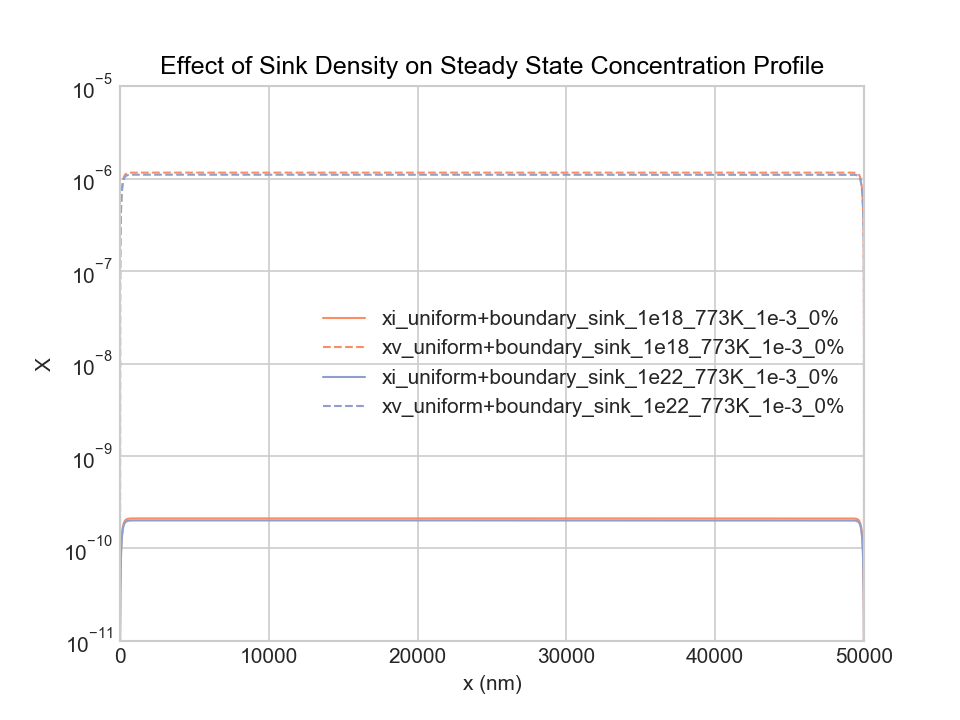 Effect of Sink Density on Steady State Concentration Profile
10⁻⁵
10⁻⁶
10⁻⁷
10⁻⁸
10⁻⁹
10⁻¹⁰
10⁻¹¹
X
xi_uniform+boundary_sink_1e18_773K_1e-3_0%
xv_uniform+boundary_sink_1e18_773K_1e-3_0%
xi_uniform+boundary_sink_1e22_773K_1e-3_0%
xv_uniform+boundary_sink_1e22_773K_1e-3_0%
0 10000 20000 30000 40000 50000
x (nm)